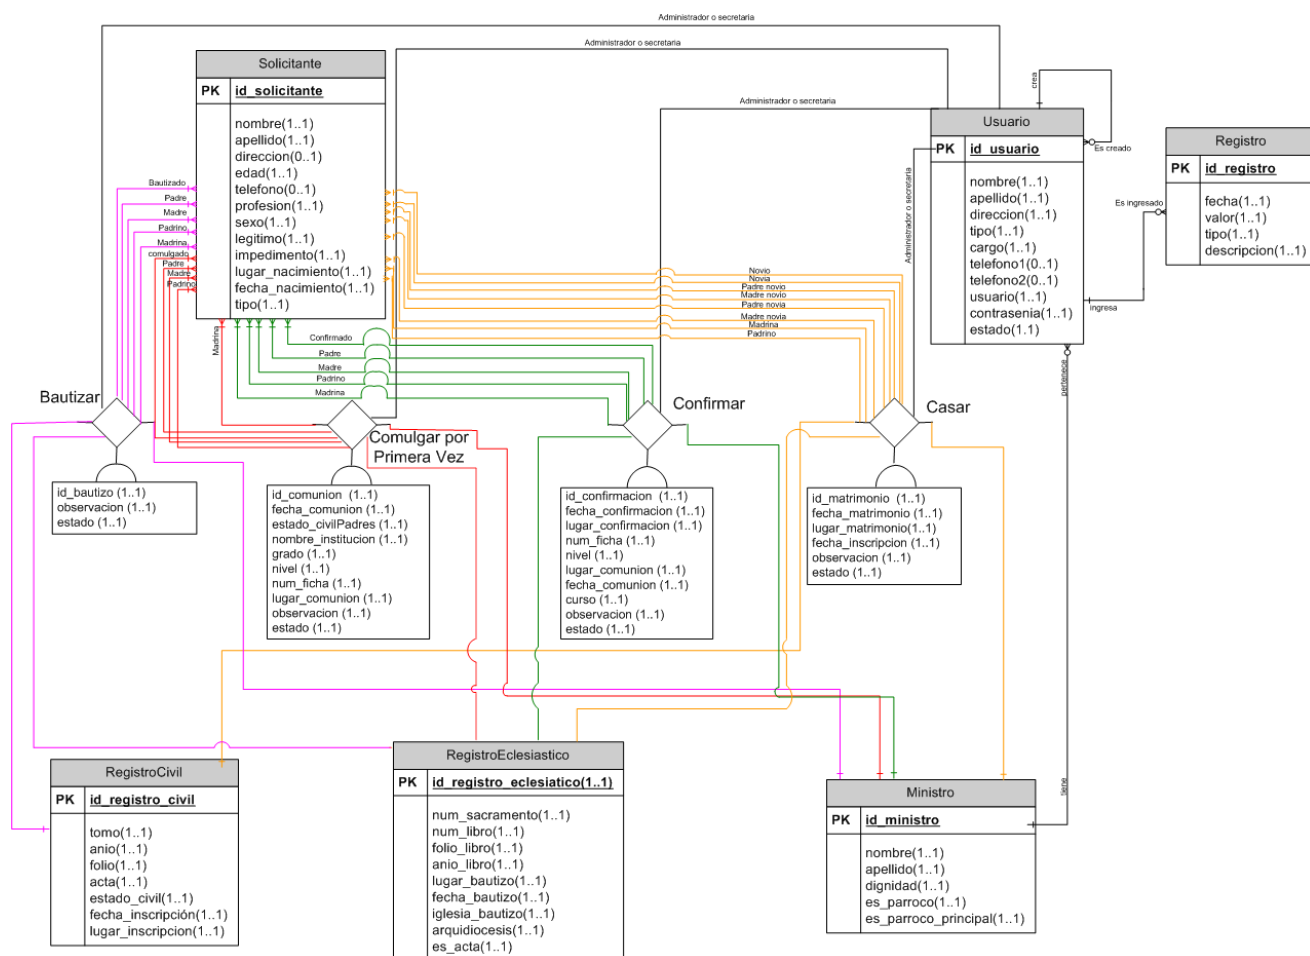 Administrador o secretaria
Administrador o secretaria
Administrador o secretaria
Administrador o secretaria
Solicitante
PK id_solicitante
nombre(1..1)
apellido(1..1)
direccion(0..1)
edad(1..1)
telefono(0..1)
profesion(1..1)
sexo(1..1)
legitimo(1..1)
impedimento(1..1)
lugar_nacimiento(1..1)
fecha_nacimiento(1..1)
tipo(1..1)
crea
Es creado
Usuario
PK id_usuario
nombre(1..1)
apellido(1..1)
direccion(1..1)
tipo(1..1)
cargo(1..1)
telefono1(0..1)
telefono2(0..1)
usuario(1..1)
contrasenia(1..1)
estado(1.1)
Es ingresado
ingresa
Registro
PK id_registro
fecha(1..1)
valor(1..1)
tipo(1..1)
descripcion(1..1)
Bautizado
Padre
Madre
Padrino
Madrina
comulgado
Padre
Madre
Padrino
Madrina
Confirmado
Padre
Madre
Padrino
Madrina
Novio
Novia
Padre novio
Madre novio
Padre novia
Madre novia
Madrina
Padrino
pertenece
tiene
Bautizar
Comulgar por
Primera Vez
Confirmar
Casar
id_bautizo (1..1)
observacion (1..1)
estado (1..1)
id_comunion (1..1)
fecha_comunion (1..1)
estado_civilPadres (1..1)
nombre_institucion (1..1)
grado (1..1)
nivel (1..1)
num_ficha (1..1)
lugar_comunion (1..1)
observacion (1..1)
estado (1..1)
id_confirmacion (1..1)
fecha_confirmacion (1..1)
lugar_confirmacion (1..1)
num_ficha (1..1)
nivel (1..1)
lugar_comunion (1..1)
fecha_comunion (1..1)
curso (1..1)
observacion (1..1)
estado (1..1)
id_matrimonio (1..1)
fecha_matrimonio (1..1)
lugar_matrimonio(1..1)
fecha_inscripcion (1..1)
observacion (1..1)
estado (1..1)
RegistroCivil
PK id_registro_civil
tomo(1..1)
anio(1..1)
folio(1..1)
acta(1..1)
estado_civil(1..1)
fecha_inscripción(1..1)
lugar_inscripcion(1..1)
RegistroEclesiastico
PK id_registro_eclesiatico(1..1)
num_sacramento(1..1)
num_libro(1..1)
folio_libro(1..1)
anio_libro(1..1)
lugar_bautizo(1..1)
fecha_bautizo(1..1)
iglesia_bautizo(1..1)
arquidiocesis(1..1)
es_acta(1..1)
Ministro
PK id_ministro
nombre(1..1)
apellido(1..1)
dignidad(1..1)
es_parroco(1..1)
es_parroco_principal(1..1)